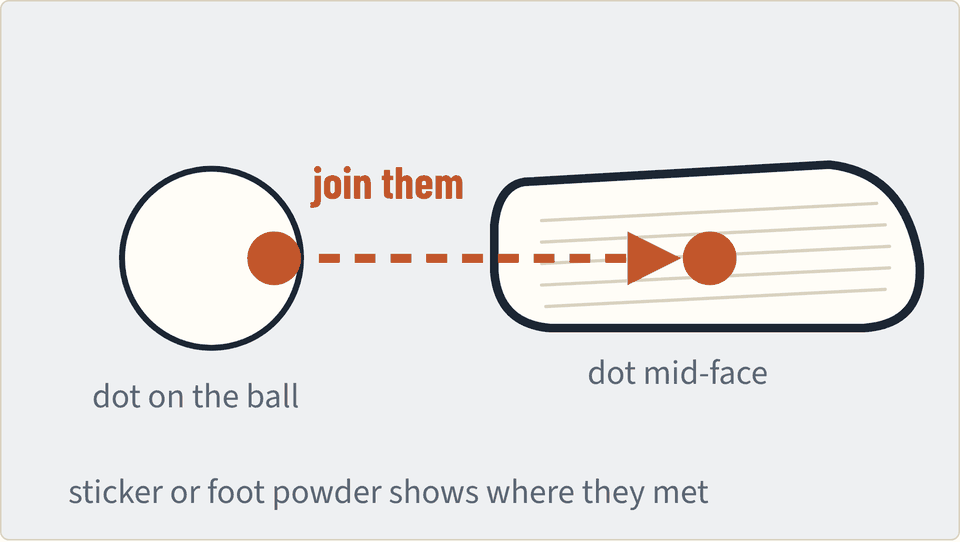 join them
dot on the ball
dot mid-face
sticker or foot powder shows where they met